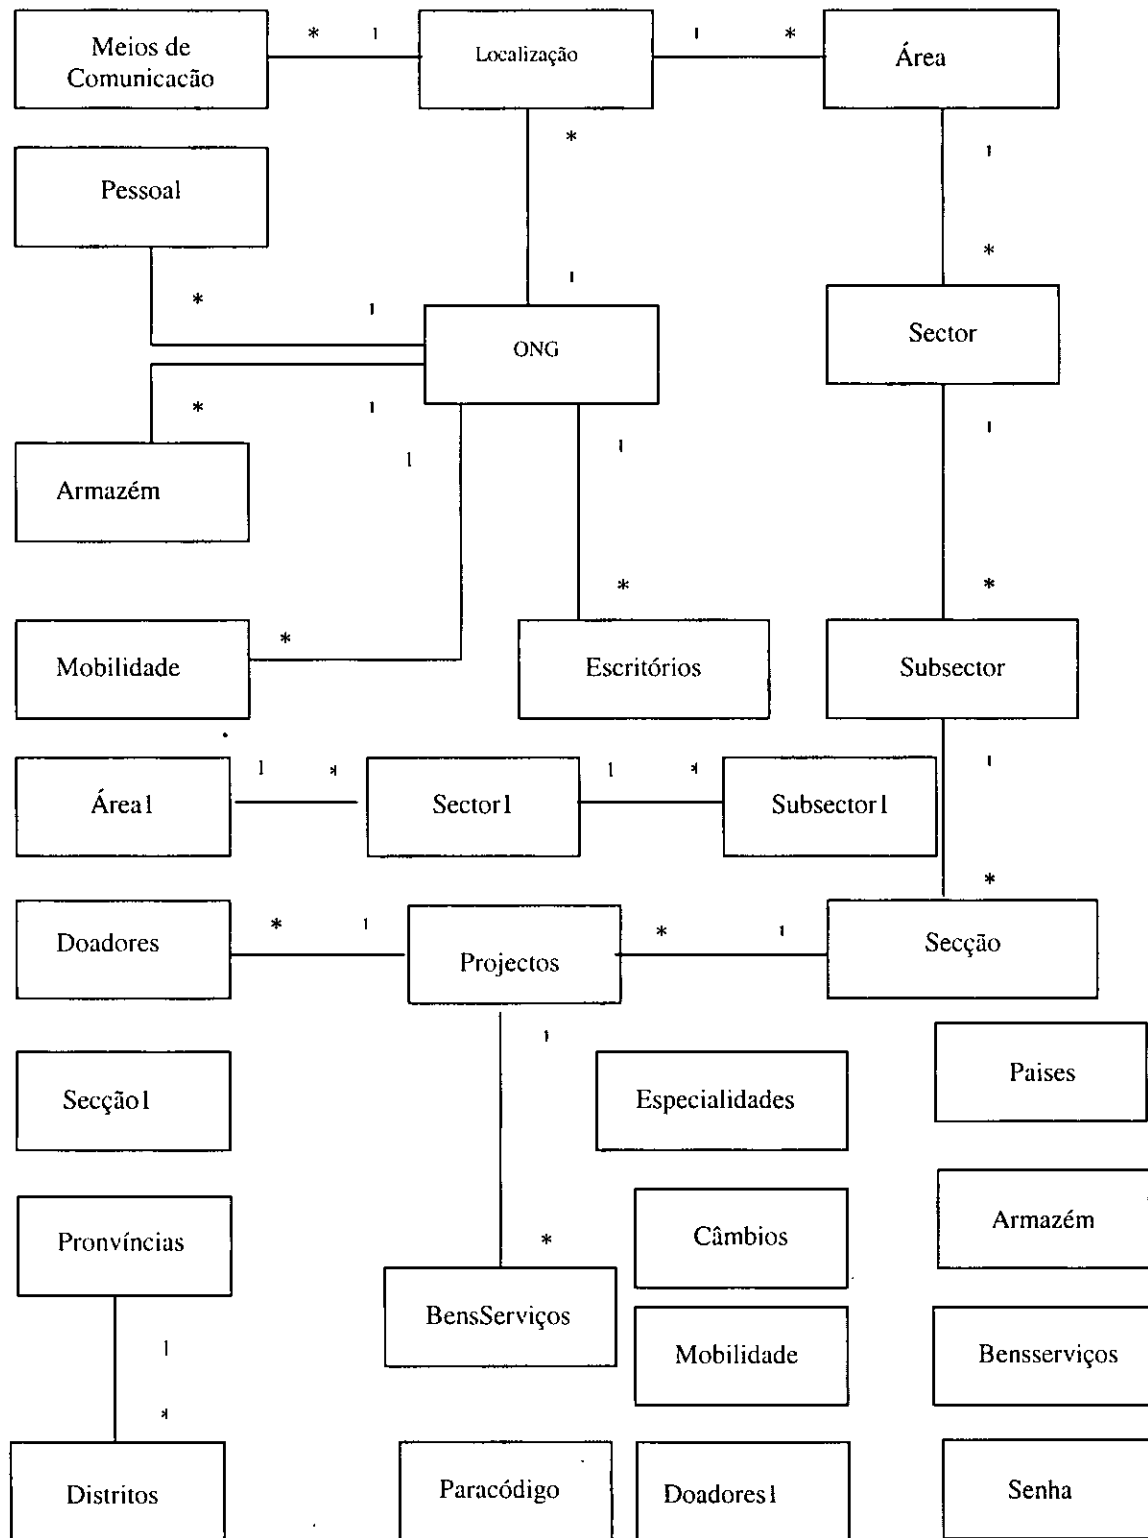 Meios de
Comunicacão
* 1
Localização
1 *
Área
*
1
Pessoal
*
1
*
1
ONG
Sector
*
1
1
1
1
Armazém
*
*
Mobilidade
*
Escritórios
Subsector
1
Área1
1 *
Sector1
1 *
Subsector1
*
Doadores
* 1
Projectos
* 1
Secção
1
Secção1
Especialidades
Paises
Pronvíncias
Câmbios
Armazém
*
BensServiços
1
Mobilidade
Bensserviços
*
Distritos
Paracódigo
Doadores1
Senha